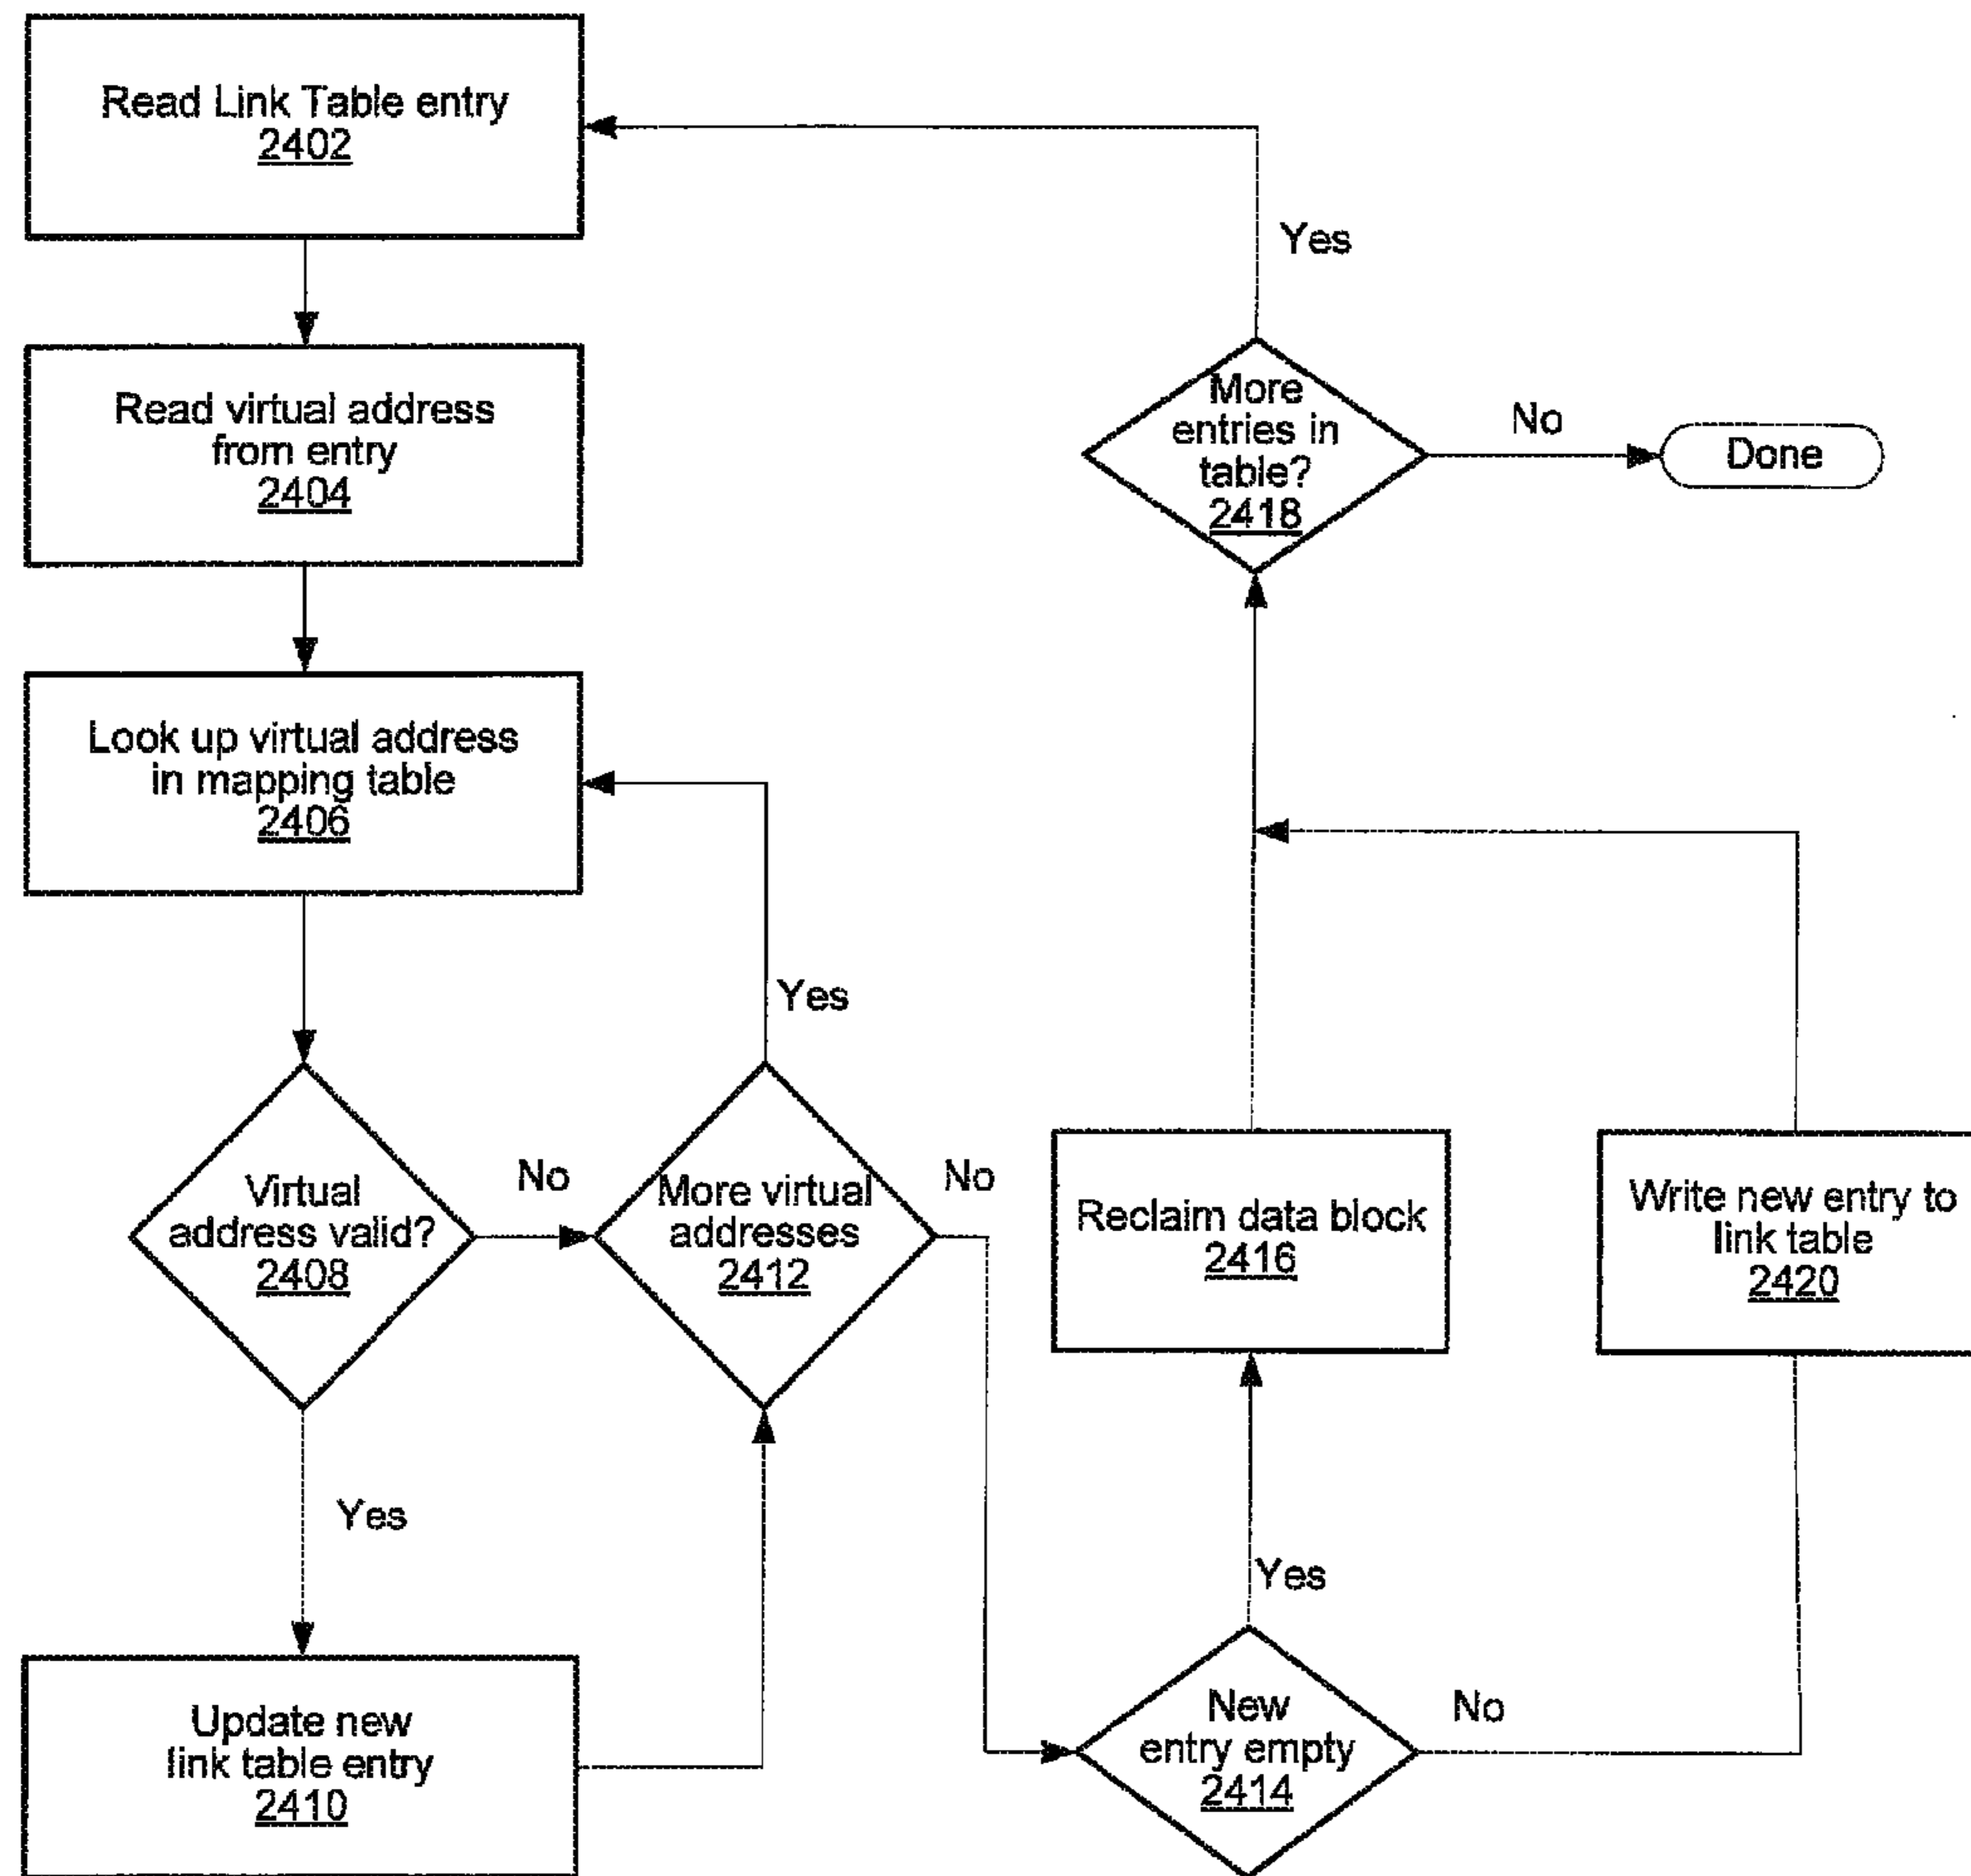 Read Link Table entry
2402
Yes
Read virtual address
from entry
2404
More
entries in
table?
2418
No
Done
Look up virtual address
in mapping table
2406
Yes
Virtual
address valid?
2408
No
More virtual
addresses
2412
No
Reclaim data block
2416
Write new entry to
link table
2420
Yes
Yes
Update new
link table entry
2410
New
entry empty
2414
No